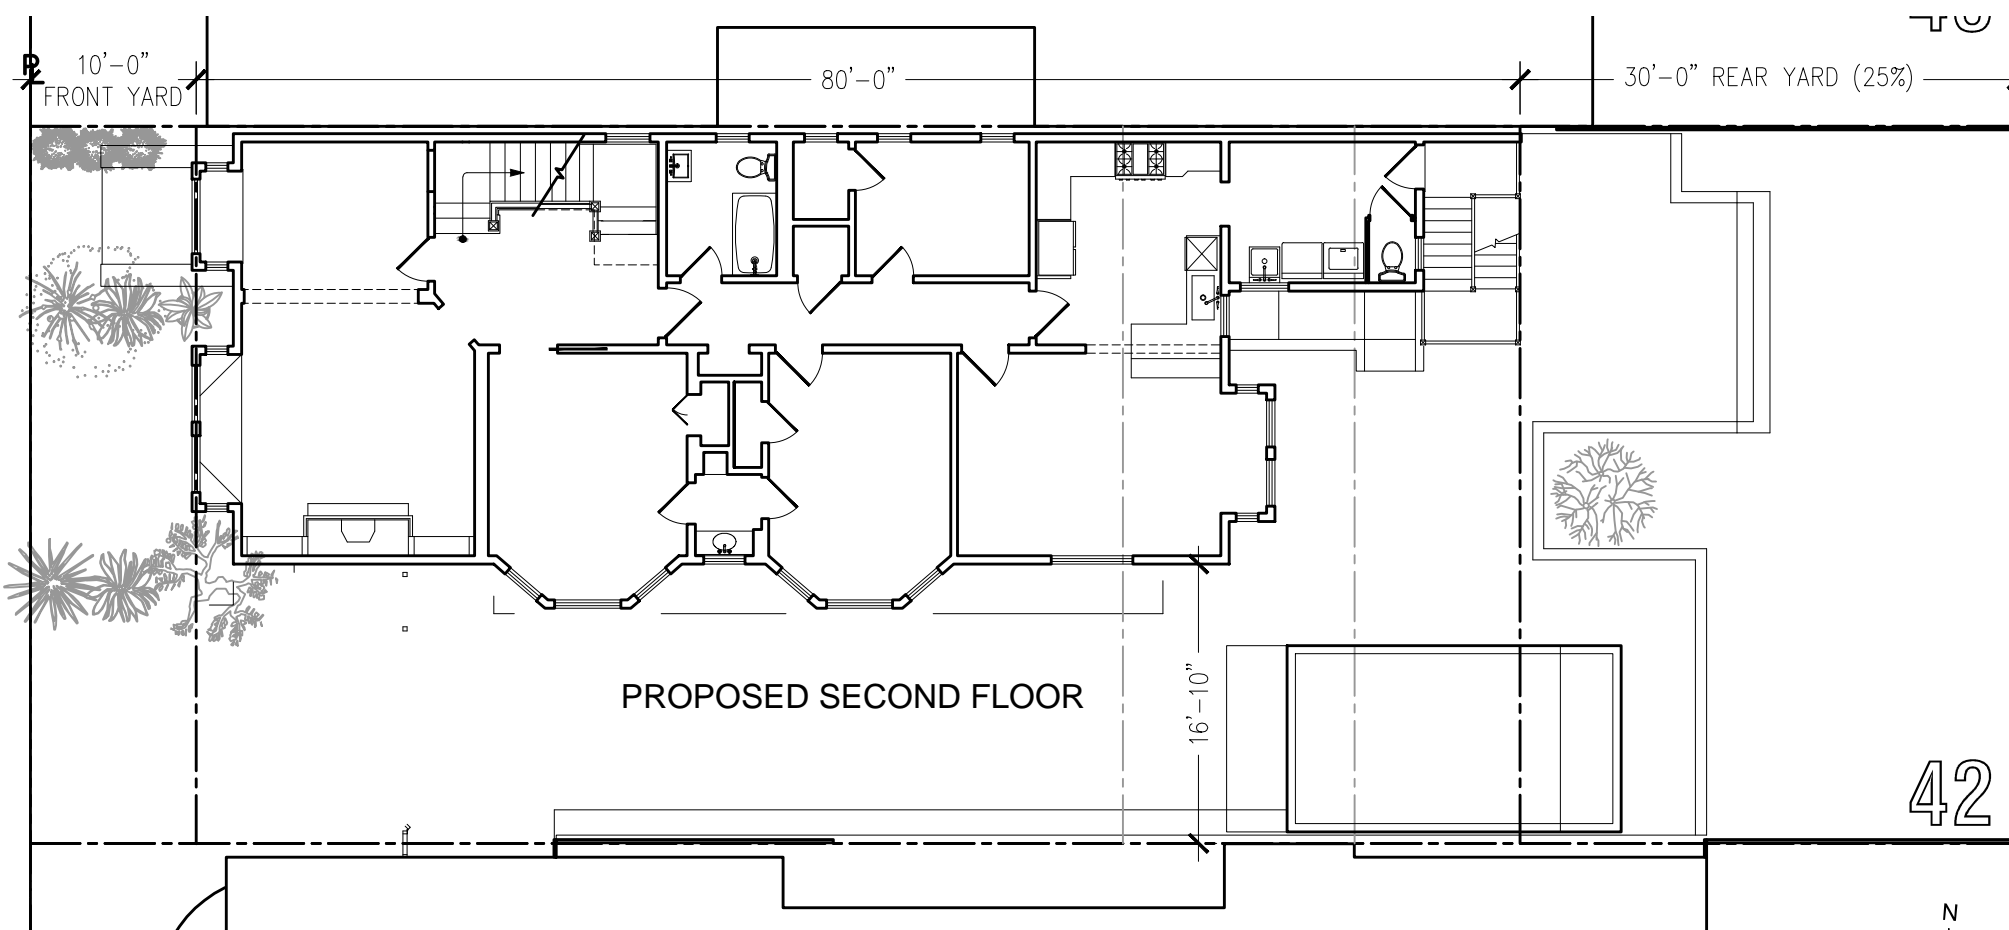 10'-0"
FRONT YARD
80'-0"
30'-0" REAR YARD (25%)
PROPOSED SECOND FLOOR
16'-10"
42
N